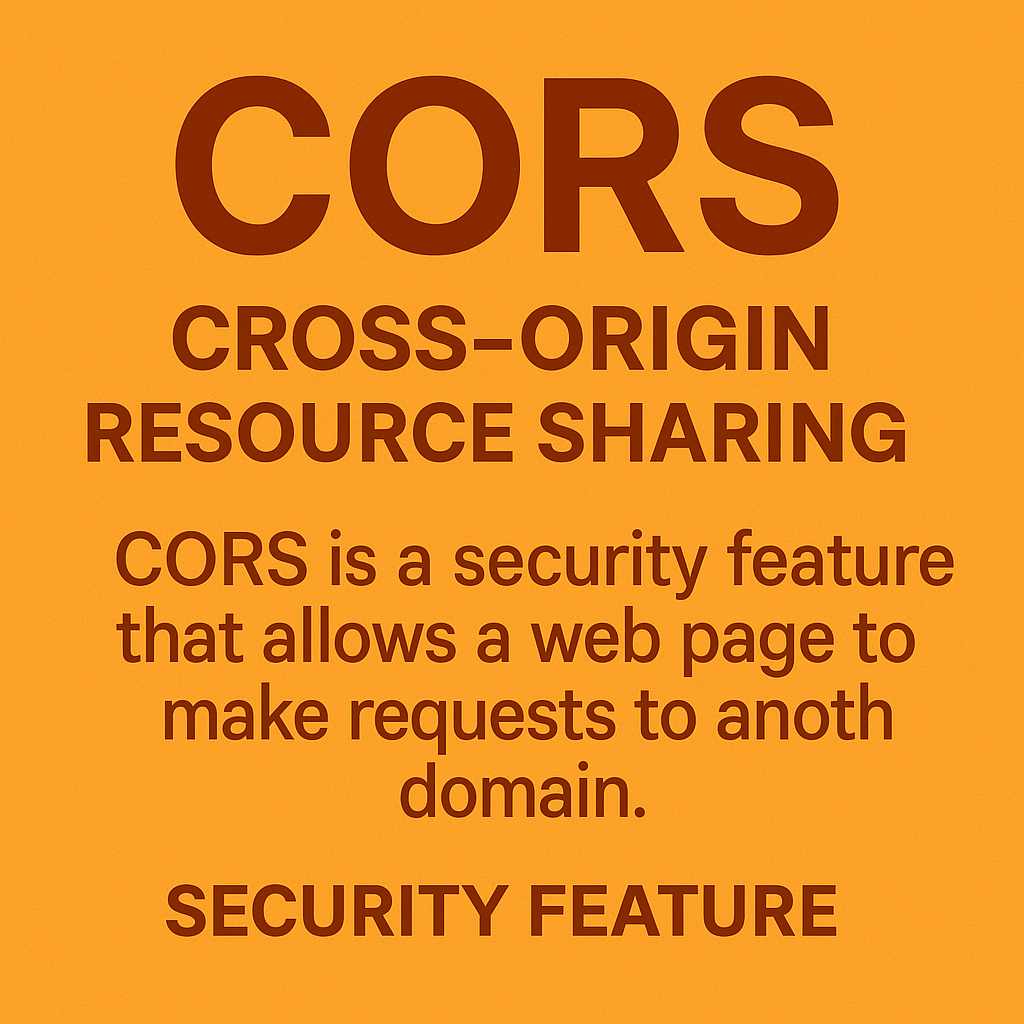 CORS
CROSS–ORIGIN
RESOURCE SHARING
CORS is a security feature
that allows a web page to
make requests to anoth
domain.
SECURITY FEATURE